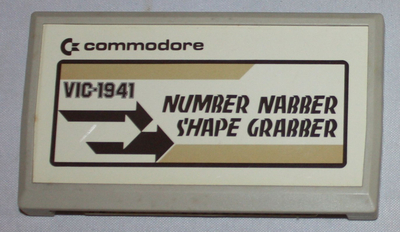 commodore
VIC-1941
NUMBER NABBER
SHAPE GRABBER